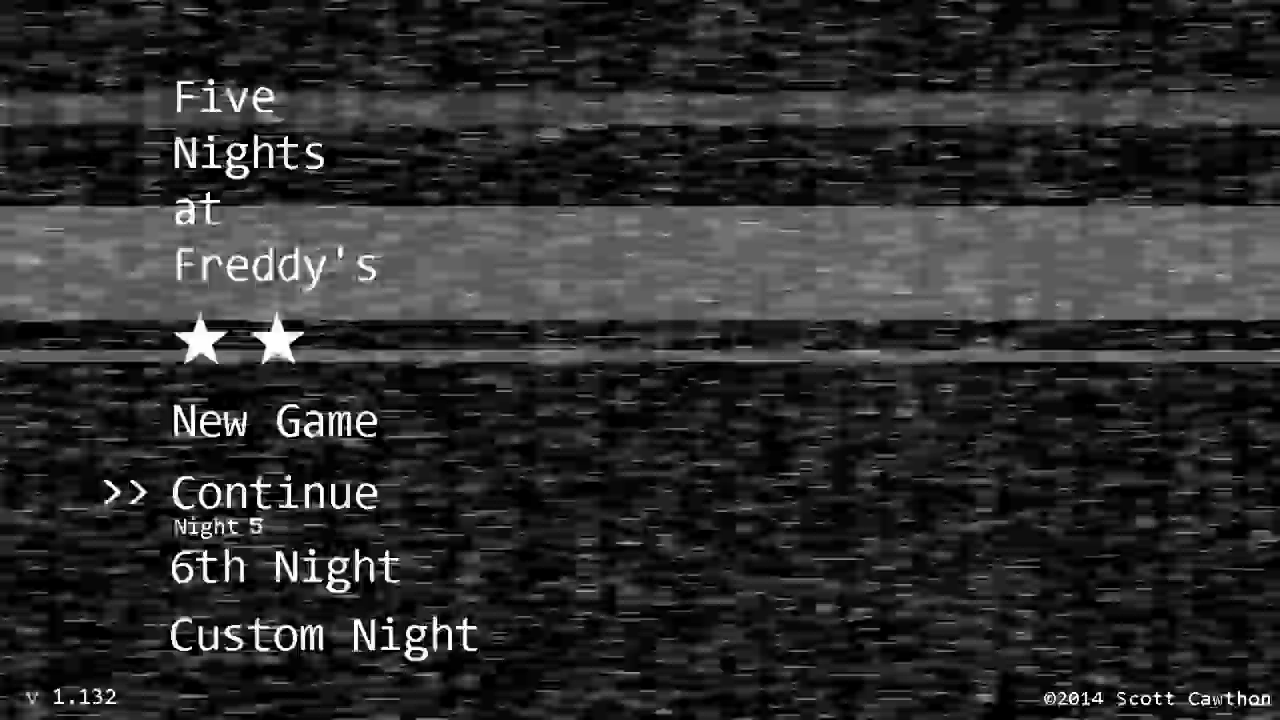 Five
Nights
at
Freddy's
New Game
>> Continue
Night 5
6th Night
Custom Night
v 1.132
©2014 Scott Cawthon